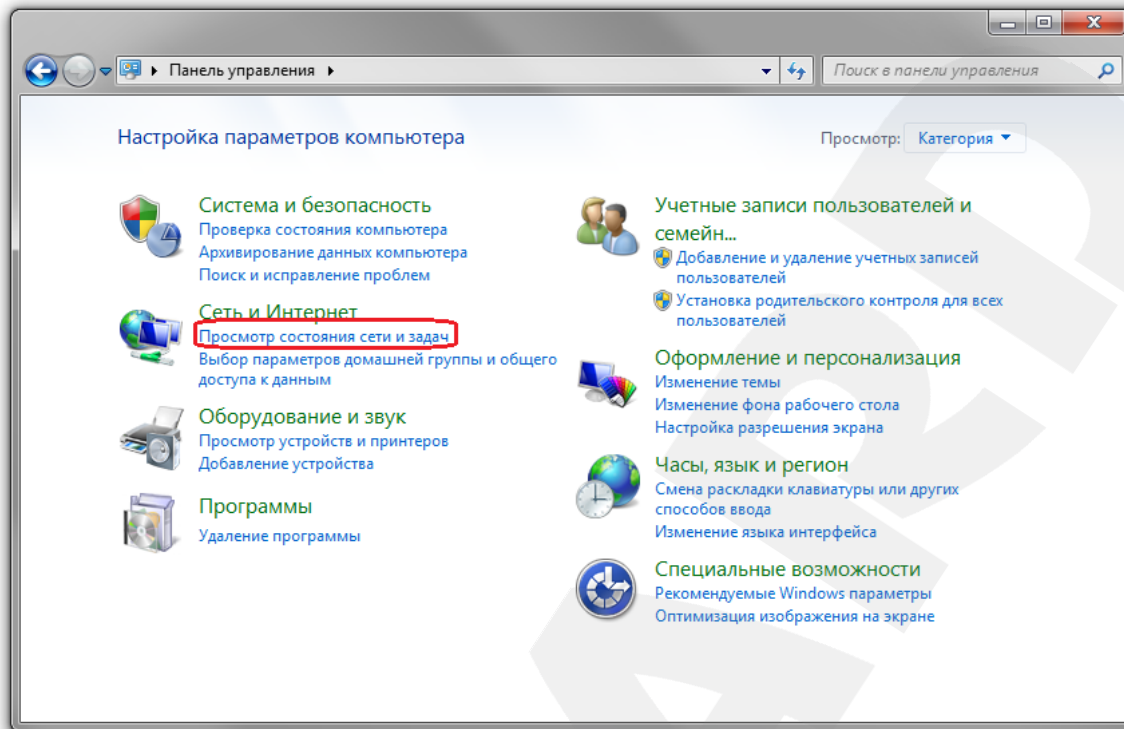 Панель управления
Поиск в панели управления
Настройка параметров компьютера
Просмотр: Категория
Система и безопасность
Проверка состояния компьютера
Архивирование данных компьютера
Поиск и исправление проблем
Сеть и Интернет
Просмотр состояния сети и задач
Выбор параметров домашней группы и общего
доступа к данным
Оборудование и звук
Просмотр устройств и принтеров
Добавление устройства
Программы
Удаление программы
Учетные записи пользователей и
семейн...
Добавление и удаление учетных записей
пользователей
Установка родительского контроля для всех
пользователей
Оформление и персонализация
Изменение темы
Изменение фона рабочего стола
Настройка разрешения экрана
Часы, язык и регион
Смена раскладки клавиатуры или других
способов ввода
Изменение языка интерфейса
Специальные возможности
Рекомендуемые Windows параметры
Оптимизация изображения на экране